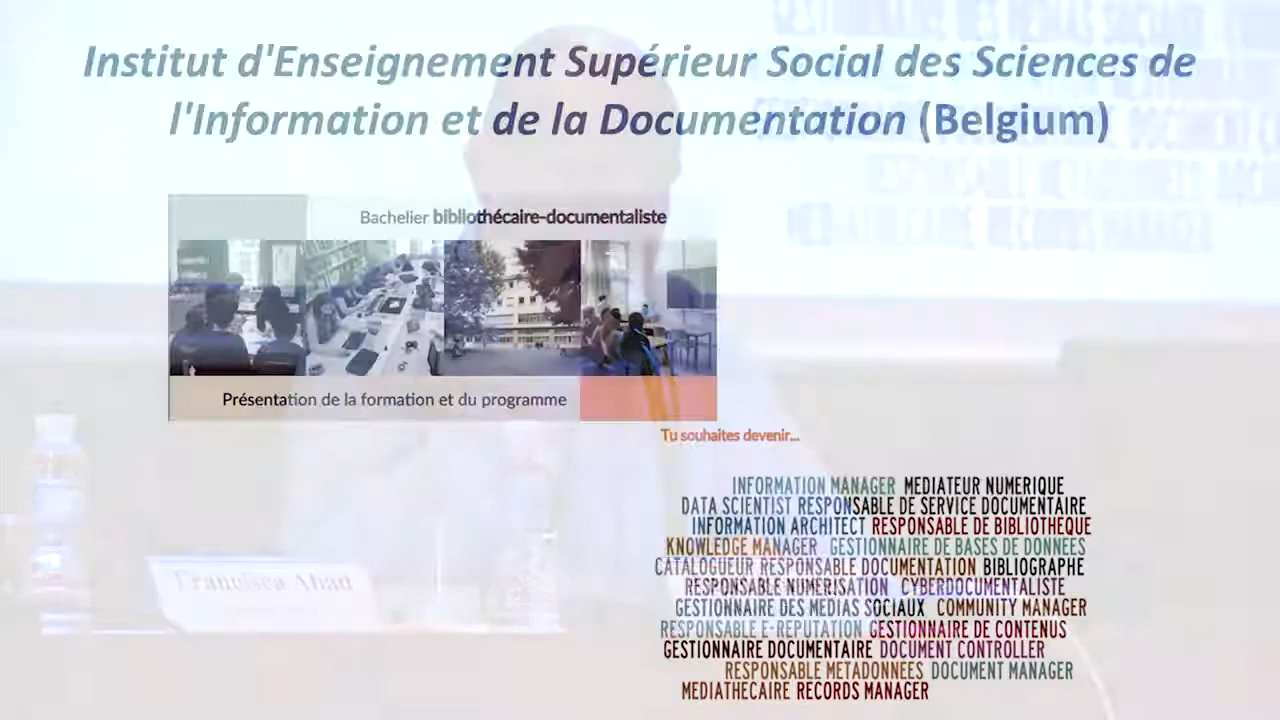 Institut d'Enseignement Supérieur Social des Sciences de
l'Information et de la Documentation (Belgium)
Bachelier bibliothécaire-documentaliste
Présentation de la formation et du programme
Tu souhaites devenir...
INFORMATION MANAGER MEDIATEUR NUMERIQUE
DATA SCIENTIST RESPONSABLE DE SERVICE DOCUMENTAIRE
INFORMATION ARCHITECT RESPONSABLE DE BIBLIOTHEQUE
KNOWLEDGE MANAGER GESTIONNAIRE DE BASES DE DONNEES
CATALOGUEUR RESPONSABLE DOCUMENTATION BIBLIOGRAPHE
RESPONSABLE NUMERISATION CYBERDOCUMENTALISTE
GESTIONNAIRE DES MEDIAS SOCIAUX COMMUNITY MANAGER
RESPONSABLE E-REPUTATION GESTIONNAIRE DE CONTENUS
GESTIONNAIRE DOCUMENTAIRE DOCUMENT CONTROLLER
RESPONSABLE METADONNEES DOCUMENT MANAGER
MEDIATHECAIRE RECORDS MANAGER
Francisca Abad